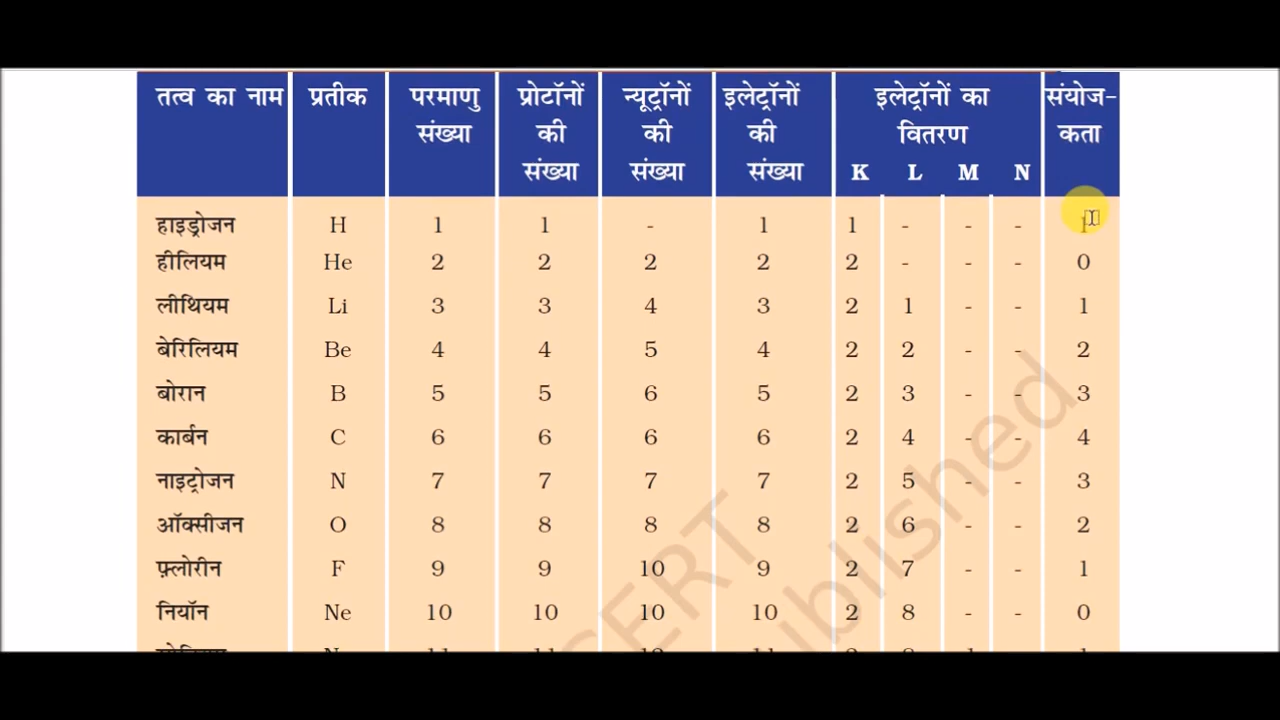 तत्व का नाम प्रतीक परमाणु संख्या प्रोटॉनों की संख्या न्यूट्रॉनों की संख्या इलेट्रॉनों की संख्या इलेट्रॉनों का वितरण K L M N संयोज-कता
हाइड्रोजन H 1 1 - 1 1 - - - 1
हीलियम He 2 2 2 2 2 - - - 0
लीथियम Li 3 3 4 3 2 1 - - 1
बेरिलियम Be 4 4 5 4 2 2 - - 2
बोरान B 5 5 6 5 2 3 - - 3
कार्बन C 6 6 6 6 2 4 - - 4
नाइट्रोजन N 7 7 7 7 2 5 - - 3
ऑक्सीजन O 8 8 8 8 2 6 - - 2
फ़्लोरीन F 9 9 10 9 2 7 - - 1
नियॉन Ne 10 10 10 10 2 8 - - 0